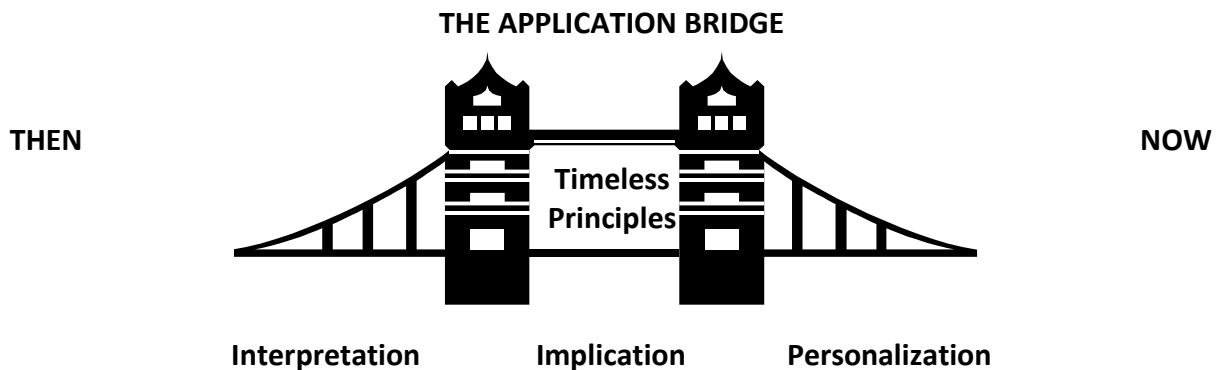 THE APPLICATION BRIDGE
THEN
NOW
Timeless
Principles
Interpretation Implication Personalization